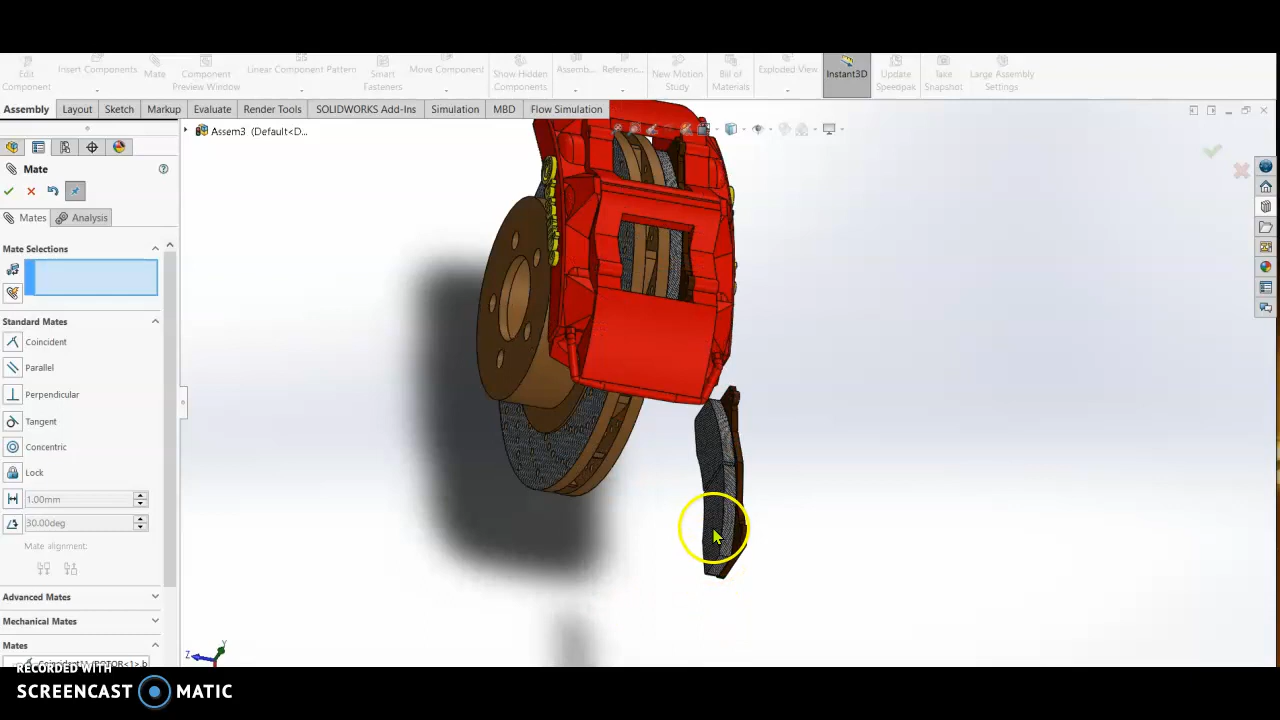 Edit Component
Insert Components
Mate
Component Preview Window
Linear Component Pattern
Smart Fasteners
Move Component
Show Hidden Components
Assemb...
Referenc...
New Motion Study
Bill of Materials
Exploded View
Instant3D
Update Speedpas
Take Snapshot
Large Assembly Settings
Assembly Layout Sketch Markup Evaluate Render Tools SOLIDWORKS Add-Ins Simulation MBD Flow Simulation
Assem3 (Default<D...
Mate
Mates Analysis
Mate Selections
Standard Mates
Coincident
Parallel
Perpendicular
Tangent
Concentric
Lock
1.00mm
30.00deg
Mate alignment:
Advanced Mates
Mechanical Mates
Mates
Y
Z
RECORDED WITH
SCREENCAST MATIC